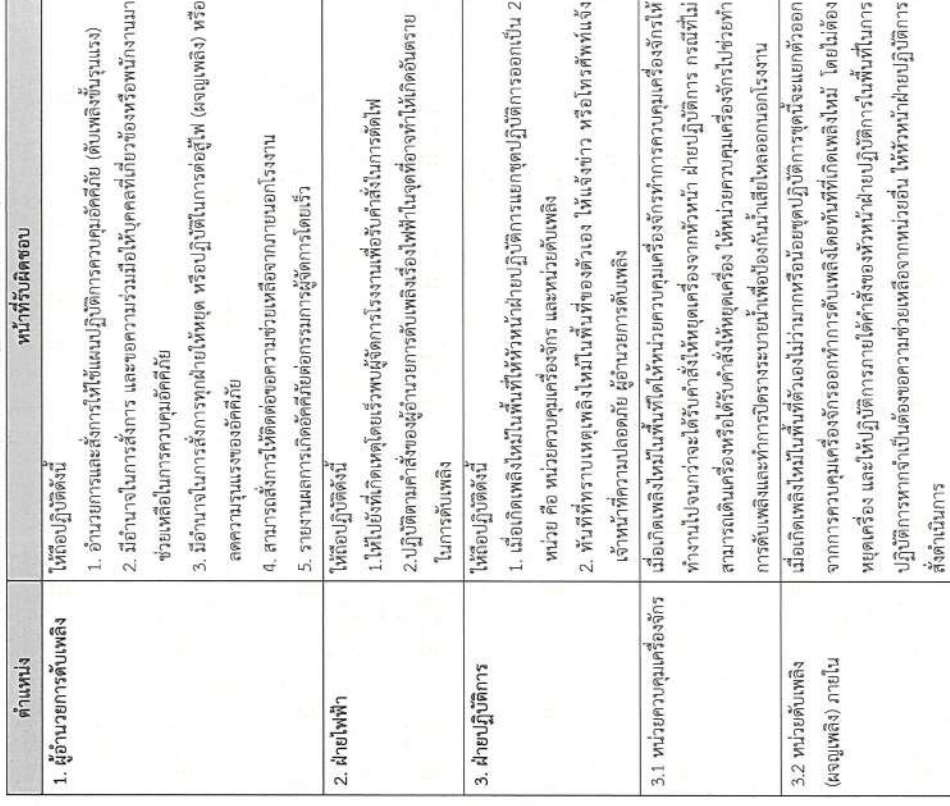 ตำแหน่ง
หน้าที่รับผิดชอบ
1. ผู้อำนวยการดับเพลิง
ให้ถือปฏิบัติดังนี้
1. อำนวยการและสั่งการให้ใช้แผนปฏิบัติการควบคุมอัคคีภัย (ดับเพลิงขั้นรุนแรง)
2. มีอำนาจในการสั่งการ และขอความร่วมมือให้บุคคลที่เกี่ยวข้องหรือพนักงานมา
ช่วยเหลือในการควบคุมอัคคีภัย
3. มีอำนาจในการสั่งการทุกฝ่ายให้หยุด หรือปฏิบัติในการต่อสู้ไฟ (ผจญเพลิง) หรือ
ลดความรุนแรงของอัคคีภัย
4. สามารถสั่งการให้ติดต่อขอความช่วยเหลือจากภายนอกโรงงาน
5. รายงานผลการเกิดอัคคีภัยต่อกรรมการผู้จัดการโดยเร็ว
2. ฝ่ายไฟฟ้า
ให้ถือปฏิบัติดังนี้
1.ให้ไปยังที่เกิดเหตุโดยเร็วพบผู้จัดการโรงงานเพื่อรับคำสั่งในการตัดไฟ
2.ปฏิบัติตามคำสั่งของผู้อำนวยการดับเพลิงเรื่องไฟฟ้าในจุดที่อาจทำให้เกิดอันตราย
ในการดับเพลิง
3. ฝ่ายปฏิบัติการ
ให้ถือปฏิบัติดังนี้
1. เมื่อเกิดเพลิงไหม้ในพื้นที่ให้หัวหน้าฝ่ายปฏิบัติการแยกชุดปฏิบัติการออกเป็น 2
หน่วย คือ หน่วยควบคุมเครื่องจักร และหน่วยดับเพลิง
2. ทันทีที่ทราบเหตุเพลิงไหม้ในพื้นที่ของตัวเอง ให้แจ้งข่าว หรือโทรศัพท์แจ้ง
เจ้าหน้าที่ความปลอดภัย ผู้อำนวยการดับเพลิง
3.1 หน่วยควบคุมเครื่องจักร
เมื่อเกิดเพลิงไหม้ในพื้นที่ใดให้หน่วยควบคุมเครื่องจักรทำการควบคุมเครื่องจักรให้
ทำงานไปจนกว่าจะได้รับคำสั่งให้หยุดเครื่องจากหัวหน้า ฝ่ายปฏิบัติการ กรณีที่ไม่
สามารถเดินเครื่องหรือได้รับคำสั่งให้หยุดเครื่อง ให้หน่วยควบคุมเครื่องจักรไปช่วยทำ
การดับเพลิงและทำการปิดรางระบายน้ำเพื่อป้องกันน้ำเสียไหลออกนอกโรงงาน
3.2 หน่วยดับเพลิง
(ผจญเพลิง) ภายใน
เมื่อเกิดเพลิงไหม้ในพื้นที่ตัวเองไม่ว่ามากหรือน้อยชุดปฏิบัติการชุดนี้จะแยกตัวออก
จากการควบคุมเครื่องจักรออกทำการดับเพลิงโดยทันทีที่เกิดเพลิงไหม้ โดยไม่ต้อง
หยุดเครื่อง และให้ปฏิบัติการภายใต้คำสั่งของหัวหน้าฝ่ายปฏิบัติการในพื้นที่ในการ
ปฏิบัติการหากจำเป็นต้องขอความช่วยเหลือจากหน่วยอื่น ให้หัวหน้าฝ่ายปฏิบัติการ
สั่งดำเนินการ